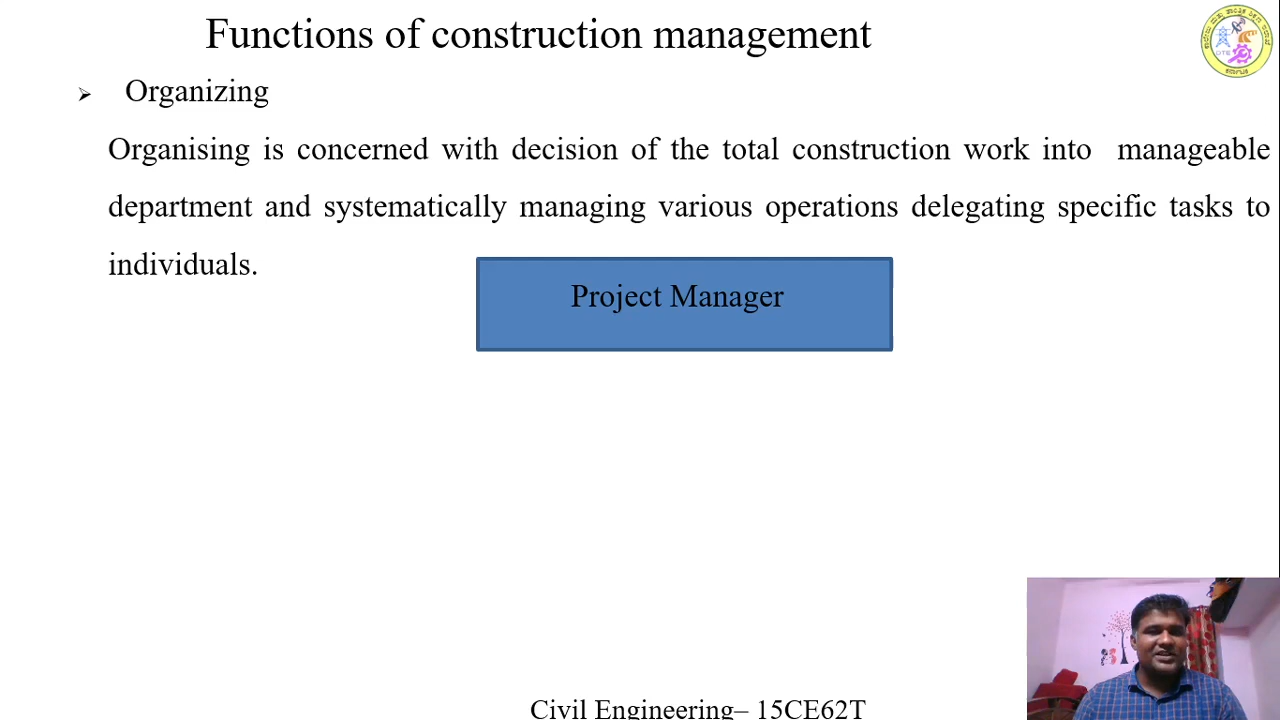 Functions of construction management
➢ Organizing
Organising is concerned with decision of the total construction work into manageable
department and systematically managing various operations delegating specific tasks to
individuals.
Project Manager
DTE
Civil Engineering– 15CE62T